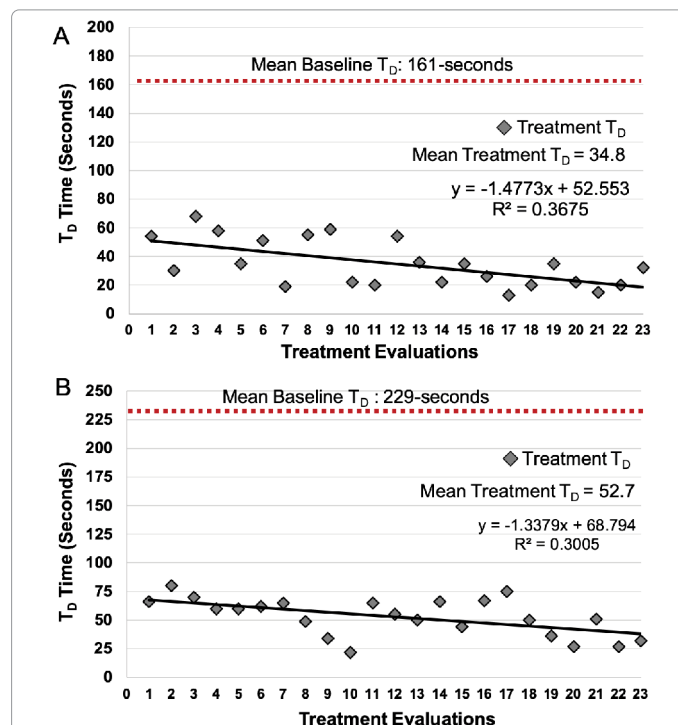 A
200
180
160
140
120
100
80
60
40
20
0
Mean Baseline TD: 161-seconds
Treatment TD
Mean Treatment TD = 34.8
y = -1.4773x + 52.553
R² = 0.3675
TD Time (Seconds)
0 1 2 3 4 5 6 7 8 9 10 11 12 13 14 15 16 17 18 19 20 21 22 23
Treatment Evaluations
B
250
225
200
175
150
125
100
75
50
25
0
Mean Baseline TD : 229-seconds
Treatment TD
Mean Treatment TD = 52.7
y = -1.3379x + 68.794
R² = 0.3005
TD Time (Seconds)
0 1 2 3 4 5 6 7 8 9 10 11 12 13 14 15 16 17 18 19 20 21 22 23
Treatment Evaluations